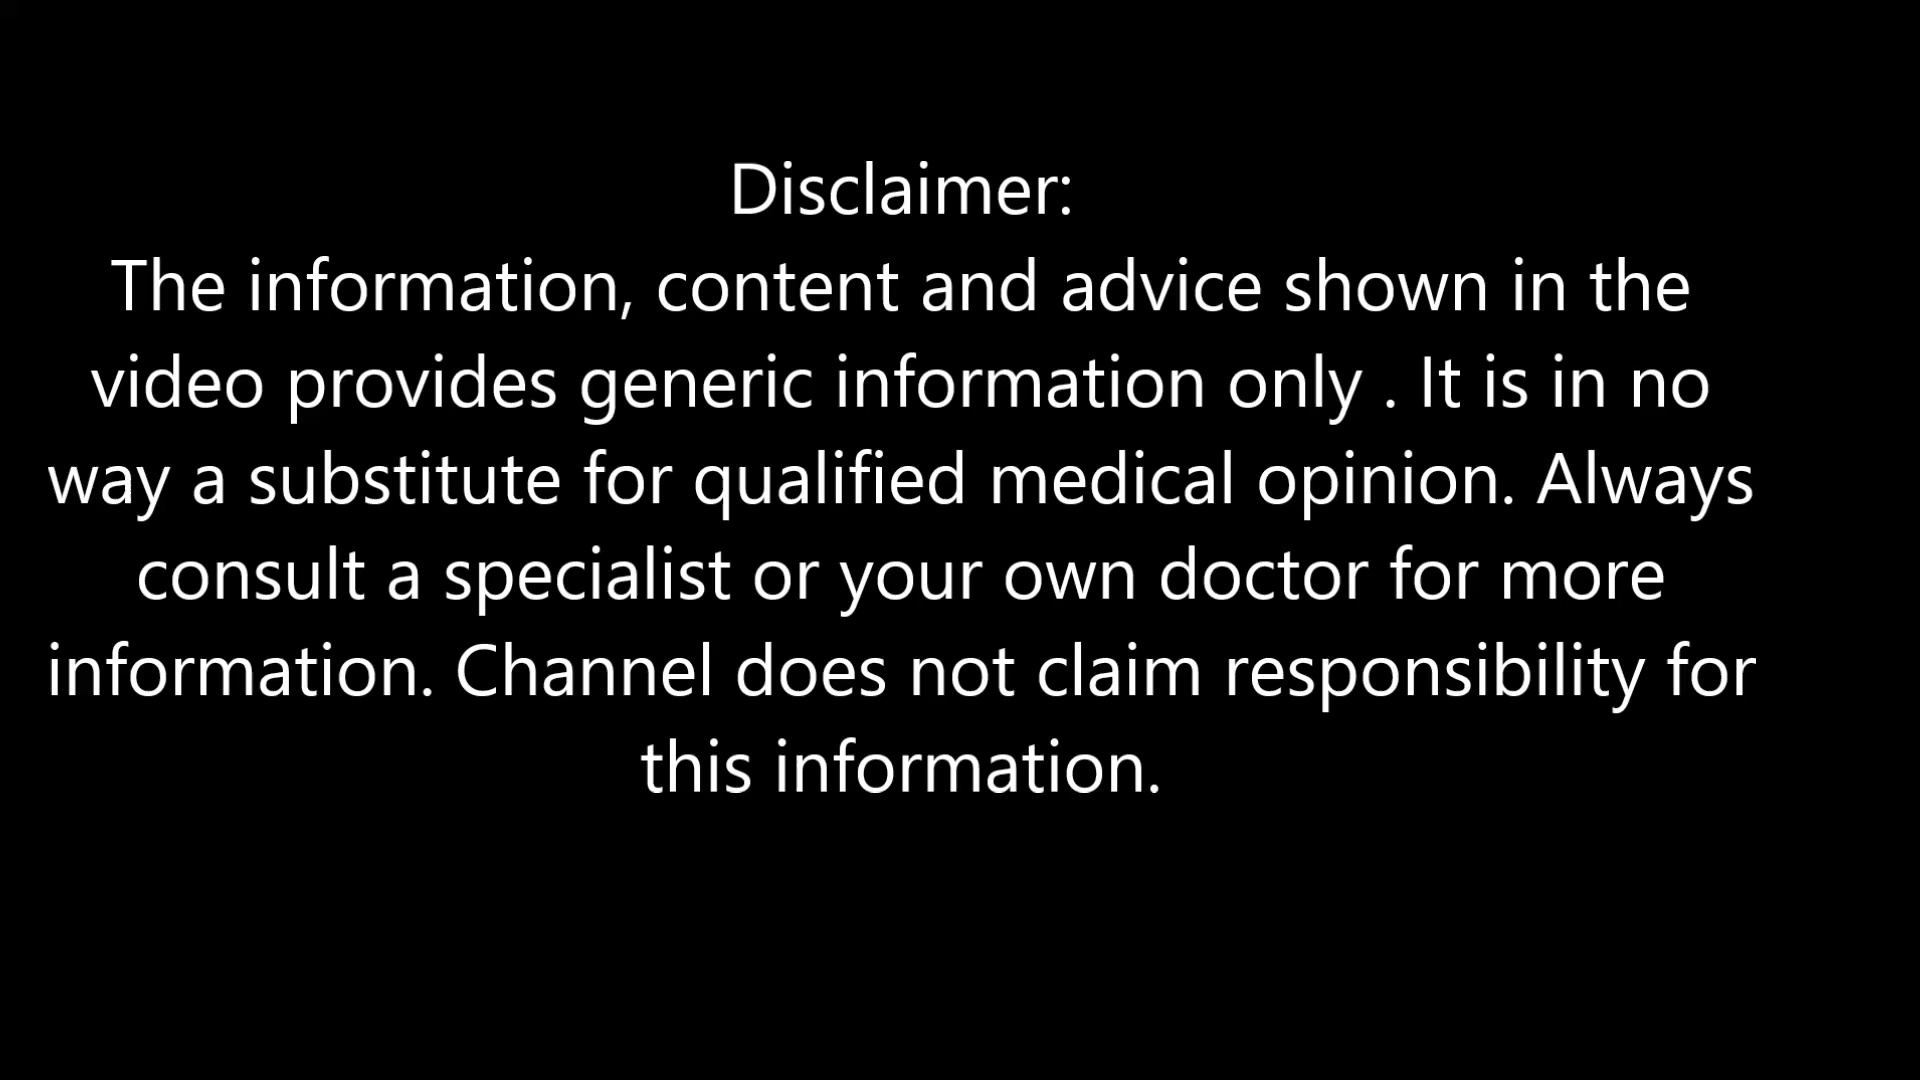 Disclaimer:
The information, content and advice shown in the
video provides generic information only . It is in no
way a substitute for qualified medical opinion. Always
consult a specialist or your own doctor for more
information. Channel does not claim responsibility for
this information.